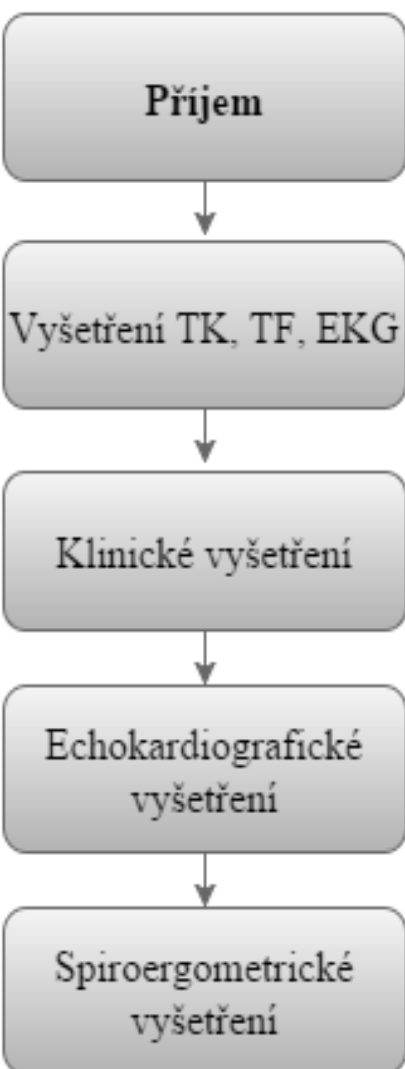 Příjem
Vyšetření TK, TF, EKG
Klinické vyšetření
Echokardiografické
vyšetření
Spiroergometrické
vyšetření